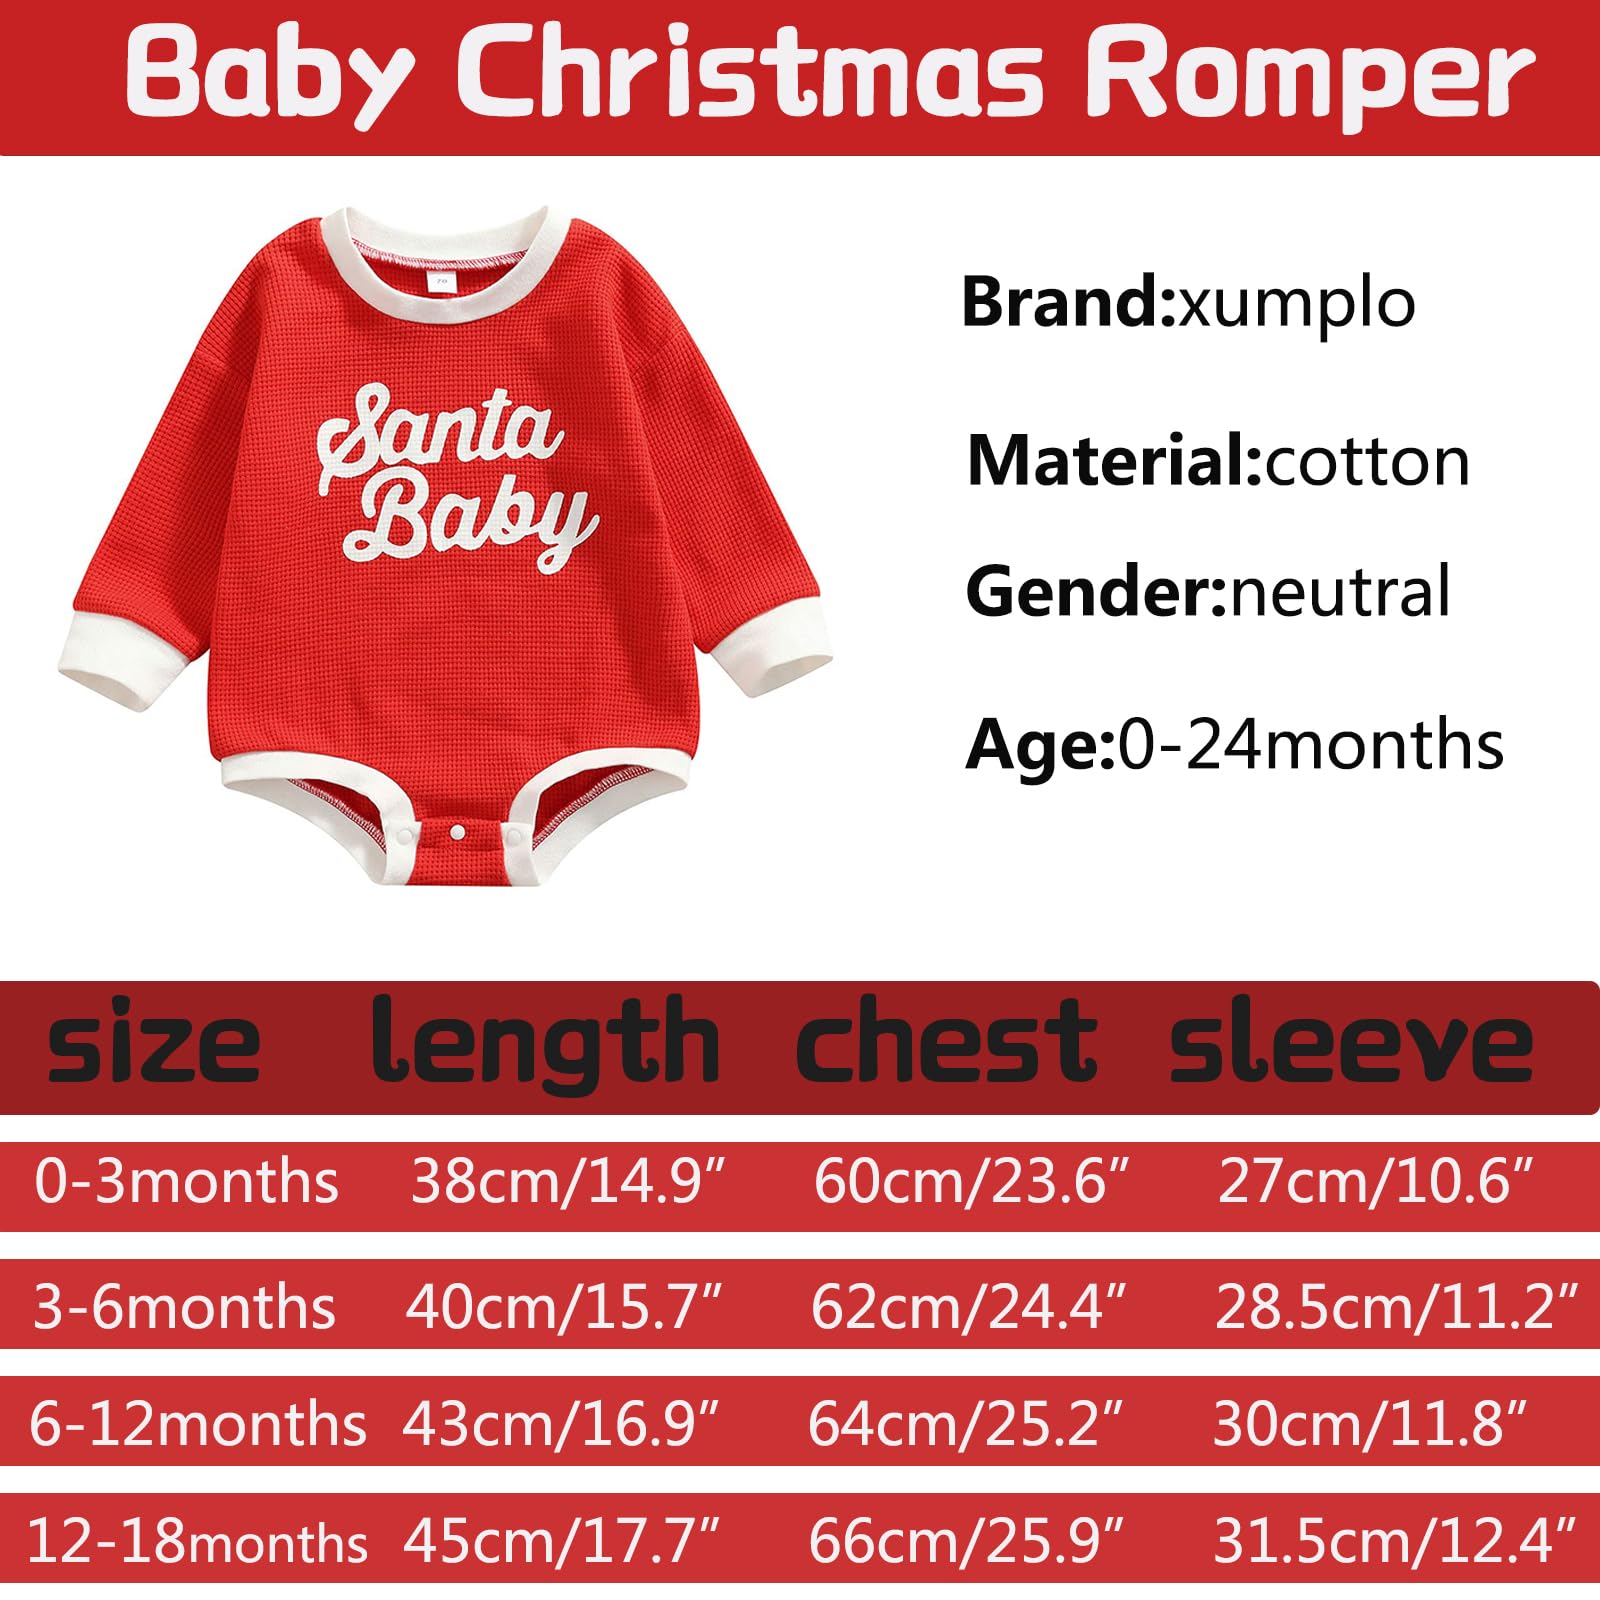 Baby Christmas Romper
70
Santa
Baby
Brand:xumplo
Material:cotton
Gender:neutral
Age:0-24months
size length chest sleeve
0-3months 38cm/14.9″ 60cm/23.6″ 27cm/10.6″
3-6months 40cm/15.7″ 62cm/24.4″ 28.5cm/11.2″
6-12months 43cm/16.9″ 64cm/25.2″ 30cm/11.8″
12-18months 45cm/17.7″ 66cm/25.9″ 31.5cm/12.4″